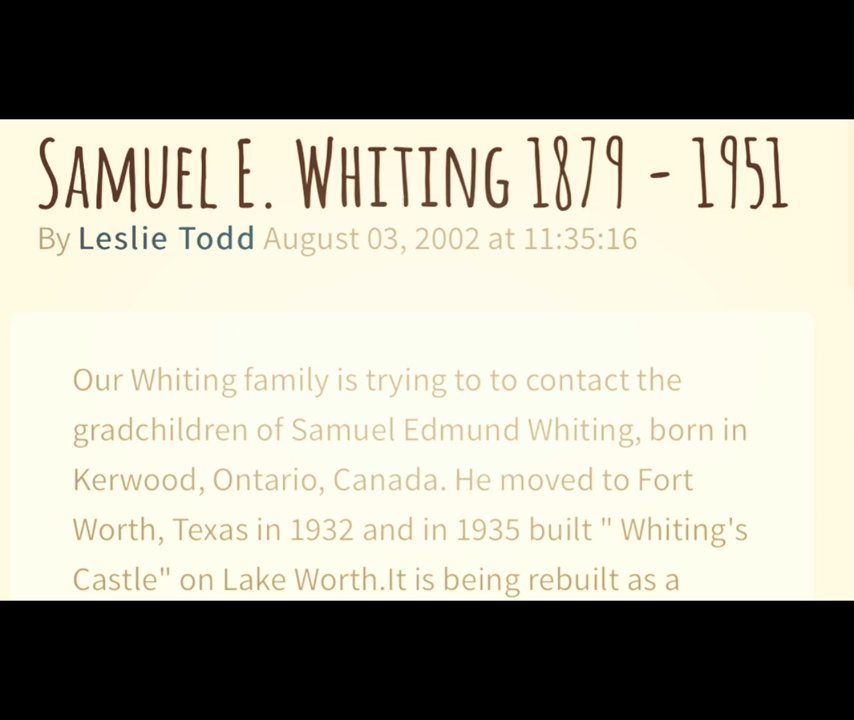 Samuel E. Whiting 1879 - 1951
By Leslie Todd August 03, 2002 at 11:35:16
Our Whiting family is trying to to contact the
gradchildren of Samuel Edmund Whiting, born in
Kerwood, Ontario, Canada. He moved to Fort
Worth, Texas in 1932 and in 1935 built " Whiting's
Castle" on Lake Worth.It is being rebuilt as a